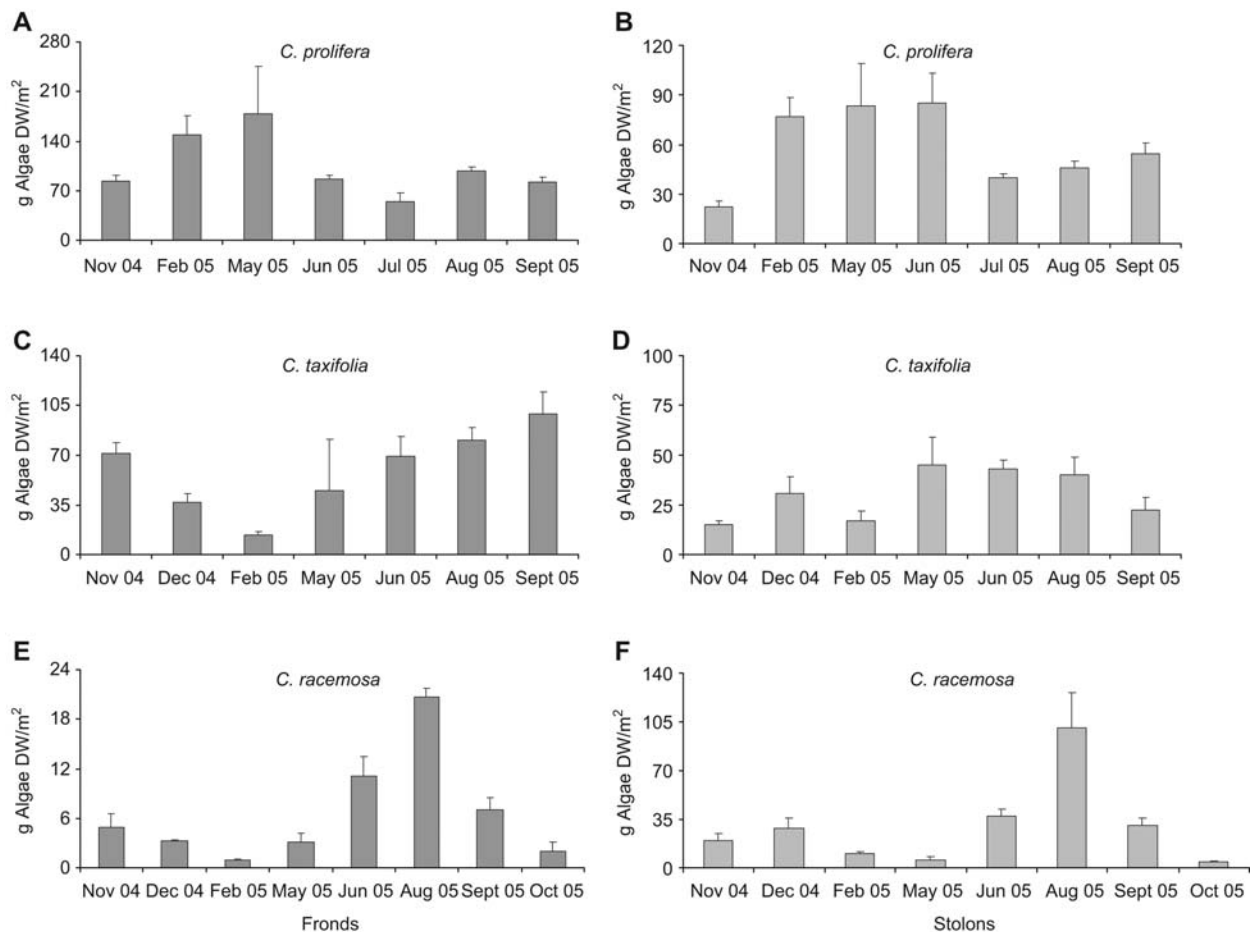 A
C. prolifera
g Algae DW/m²
280
210
140
70
0
Nov 04 Feb 05 May 05 Jun 05 Jul 05 Aug 05 Sept 05
B
C. prolifera
g Algae DW/m²
120
90
60
30
0
Nov 04 Feb 05 May 05 Jun 05 Jul 05 Aug 05 Sept 05
C
C. taxifolia
g Algae DW/m²
140
105
70
35
0
Nov 04 Dec 04 Feb 05 May 05 Jun 05 Aug 05 Sept 05
D
C. taxifolia
g Algae DW/m²
100
75
50
25
0
Nov 04 Dec 04 Feb 05 May 05 Jun 05 Aug 05 Sept 05
E
C. racemosa
g Algae DW/m²
24
18
12
6
0
Nov 04 Dec 04 Feb 05 May 05 Jun 05 Aug 05 Sept 05 Oct 05
Fronds
F
C. racemosa
g Algae DW/m²
140
105
70
35
0
Nov 04 Dec 04 Feb 05 May 05 Jun 05 Aug 05 Sept 05 Oct 05
Stolons